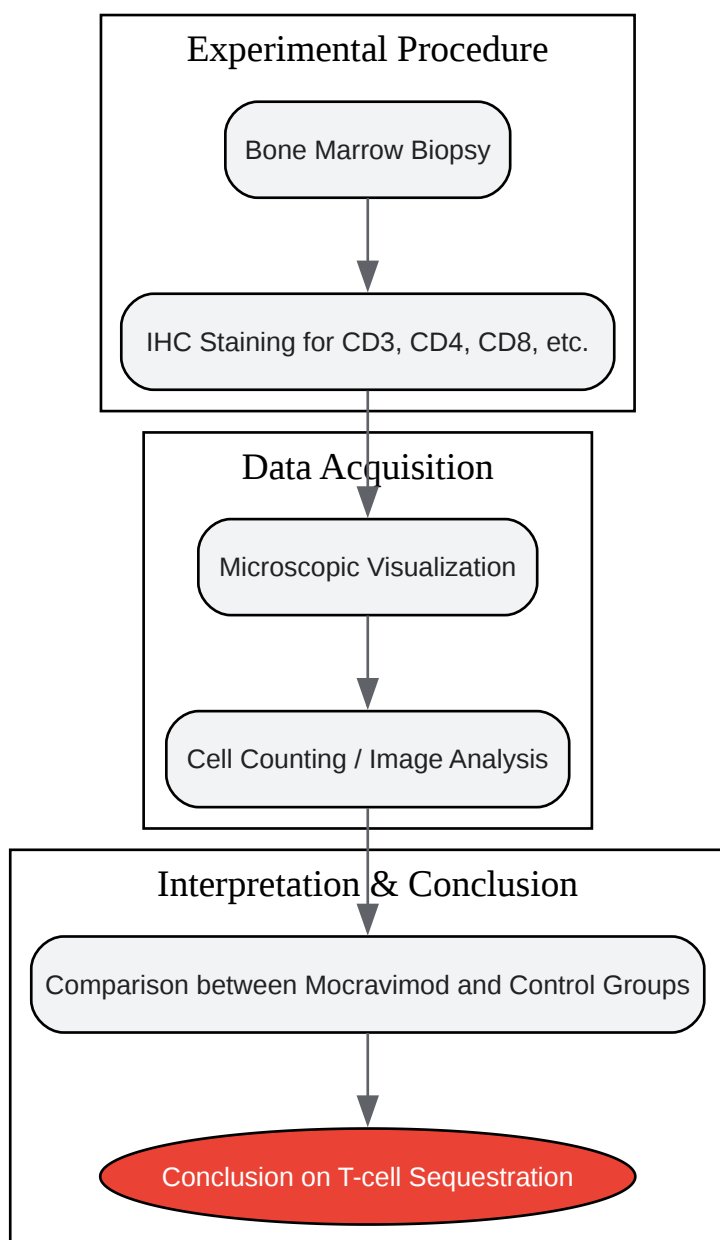 Experimental Procedure
Bone Marrow Biopsy
IHC Staining for CD3, CD4, CD8, etc.
Data Acquisition
Microscopic Visualization
Cell Counting / Image Analysis
Interpretation & Conclusion
Comparison between Mocravimod and Control Groups
Conclusion on T-cell Sequestration